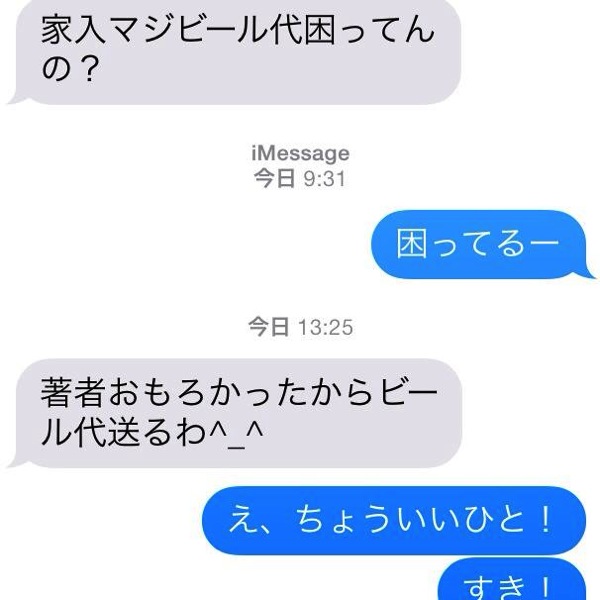 家入マジビール代困ってん
の？
iMessage
今日 9:31
困ってるー
今日 13:25
著者おもろかったからビー
ル代送るわ^_^
え、ちょういいひと！
すき！